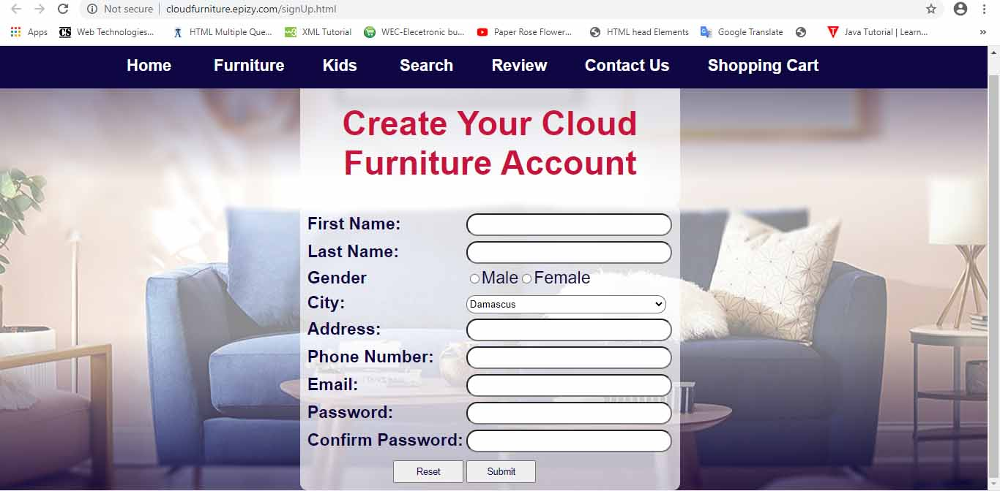 Not secure | cloudfurniture.epizy.com/signUp.html
Apps CS Web Technologies... HTML Multiple Que... w3 XML Tutorial WEC-Elecetronic bu... Paper Rose Flower... HTML head Elements Google Translate Java Tutorial | Learn... »
Home Furniture Kids Search Review Contact Us Shopping Cart
Create Your Cloud
Furniture Account
First Name:
Last Name:
Gender Male Female
City: Damascus
Address:
Phone Number:
Email:
Password:
Confirm Password:
Reset Submit